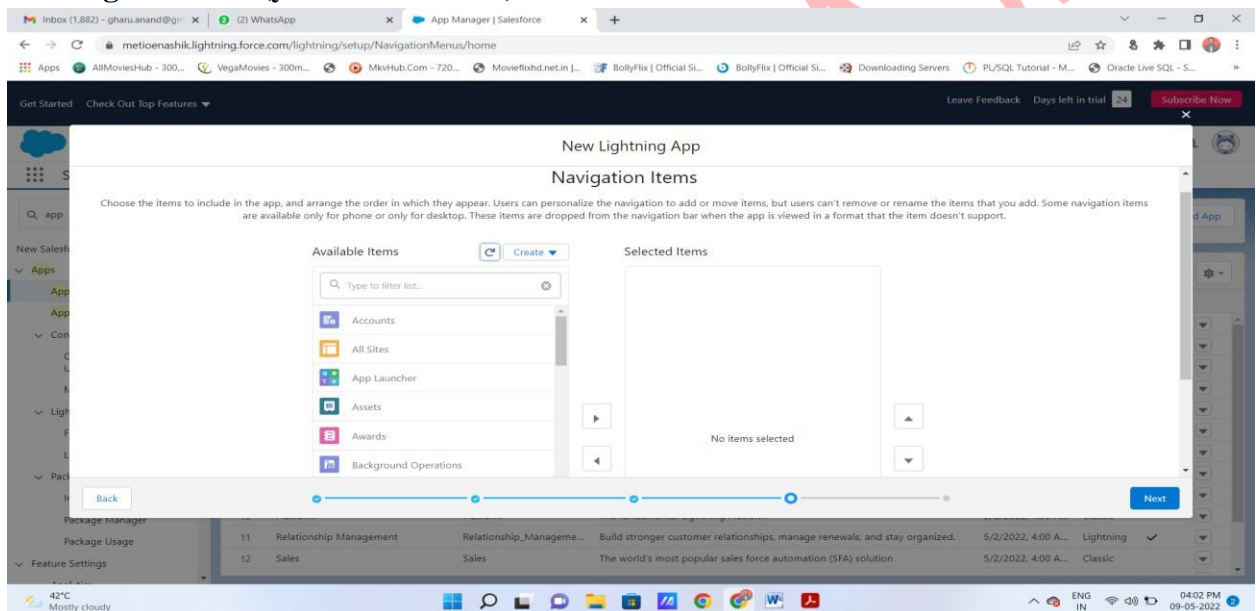 Inbox (1,882) - gharu.anand@gm
(2) WhatsApp
App Manager | Salesforce
metioenashik.lightning.force.com/lightning/setup/NavigationMenus/home
Apps
AllMoviesHub - 300...
VegaMovies - 300m...
MkvHub.Com - 720...
Movieflixhd.net.in |...
BollyFlix | Official Si...
BollyFlix | Official Si...
Downloading Servers
PL/SQL Tutorial - M...
Oracle Live SQL - S...
Get Started
Check Out Top Features
Leave Feedback
Days left in trial 24
Subscribe Now
New Lightning App
Navigation Items
Choose the items to include in the app, and arrange the order in which they appear. Users can personalize the navigation to add or move items, but users can't remove or rename the items that you add. Some navigation items
are available only for phone or only for desktop. These items are dropped from the navigation bar when the app is viewed in a format that the item doesn't support.
app
d App
New Salesf
Apps
App
App
Con
Ligh
Pack
Package Manager
Package Usage
Feature Settings
Available Items
Create
Selected Items
Type to filter list...
Accounts
All Sites
App Launcher
Assets
Awards
Background Operations
No items selected
Back
Next
11 Relationship Management Relationship_Manageme... Build stronger customer relationships, manage renewals, and stay organized. 5/2/2022, 4:00 A... Lightning
12 Sales Sales The world's most popular sales force automation (SFA) solution 5/2/2022, 4:00 A... Classic
42°C
Mostly cloudy
ENG
IN
04:02 PM
09-05-2022